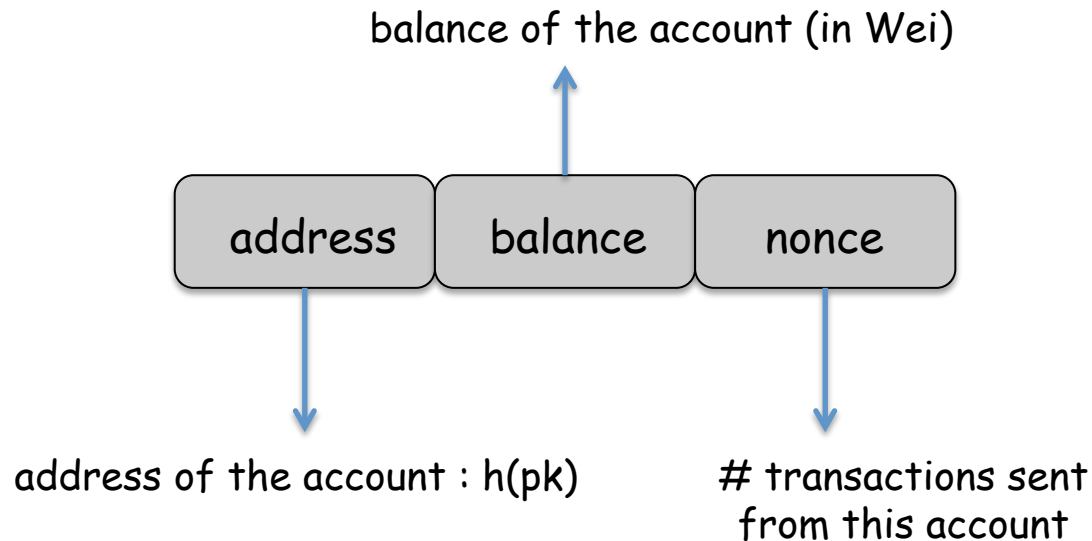 balance of the account (in Wei)
address
balance
nonce
address of the account : h(pk)
# transactions sent
from this account